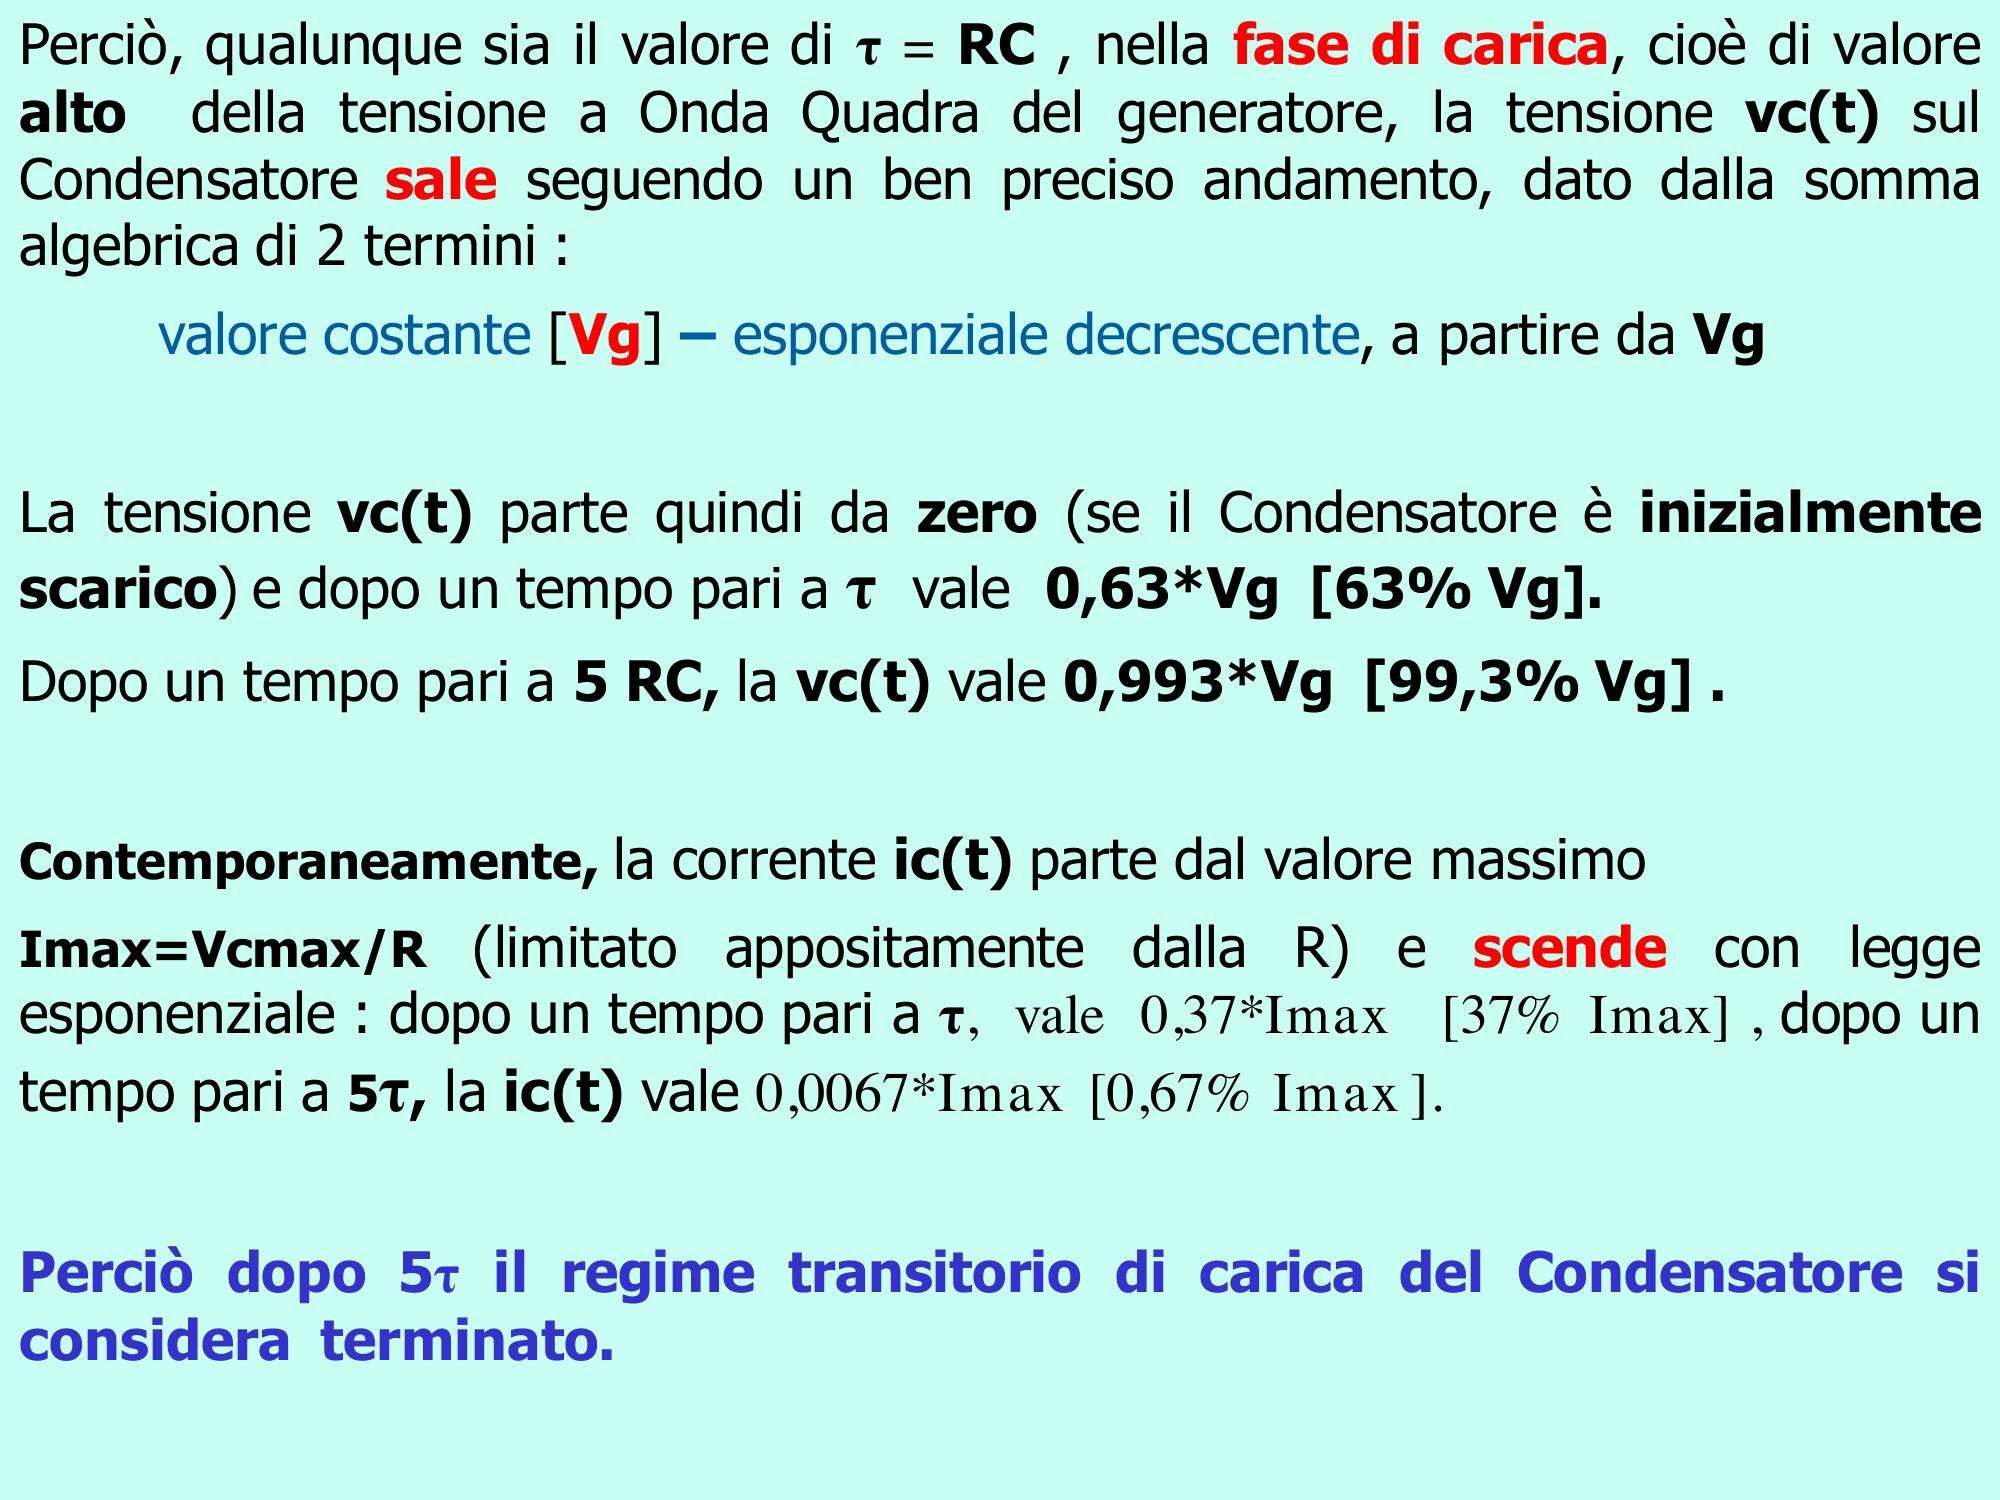 Perciò, qualunque sia il valore di τ = RC , nella fase di carica, cioè di valore
alto della tensione a Onda Quadra del generatore, la tensione vc(t) sul
Condensatore sale seguendo un ben preciso andamento, dato dalla somma
algebrica di 2 termini :
valore costante [Vg] – esponenziale decrescente, a partire da Vg
La tensione vc(t) parte quindi da zero (se il Condensatore è inizialmente
scarico) e dopo un tempo pari a τ vale 0,63*Vg [63% Vg].
Dopo un tempo pari a 5 RC, la vc(t) vale 0,993*Vg [99,3% Vg] .
Contemporaneamente, la corrente ic(t) parte dal valore massimo
Imax=Vcmax/R (limitato appositamente dalla R) e scende con legge
esponenziale : dopo un tempo pari a τ, vale 0,37*Imax [37% Imax] , dopo un
tempo pari a 5τ, la ic(t) vale 0,0067*Imax [0,67% Imax ].
Perciò dopo 5τ il regime transitorio di carica del Condensatore si
considera terminato.